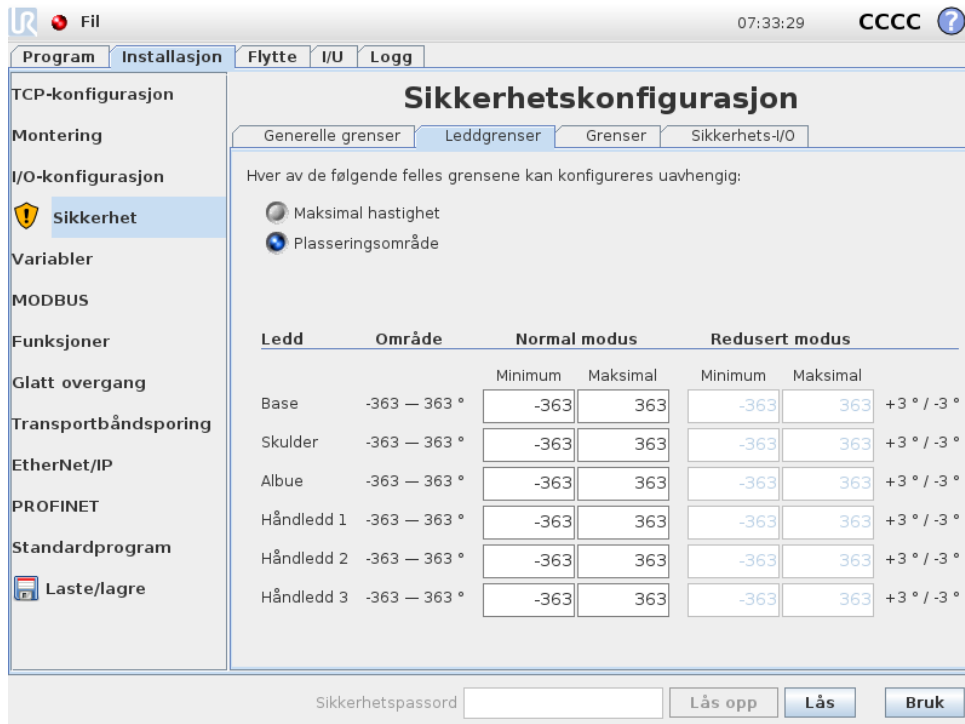 UR Fil 07:33:29 CCCC ?
Program Installasjon Flytte I/U Logg
TCP-konfigurasjon
Montering
I/O-konfigurasjon
Sikkerhet
Variabler
MODBUS
Funksjoner
Glatt overgang
Transportbåndsporing
EtherNet/IP
PROFINET
Standardprogram
Laste/lagre
Sikkerhetskonfigurasjon
Generelle grenser Leddgrenser Grenser Sikkerhets-I/O
Hver av de følgende felles grensene kan konfigureres uavhengig:
Maksimal hastighet
Plasseringsområde
Ledd Område Normal modus Redusert modus
Minimum Maksimal Minimum Maksimal
Base -363 — 363 ° -363 363 -363 363 +3 ° / -3 °
Skulder -363 — 363 ° -363 363 -363 363 +3 ° / -3 °
Albue -363 — 363 ° -363 363 -363 363 +3 ° / -3 °
Håndledd 1 -363 — 363 ° -363 363 -363 363 +3 ° / -3 °
Håndledd 2 -363 — 363 ° -363 363 -363 363 +3 ° / -3 °
Håndledd 3 -363 — 363 ° -363 363 -363 363 +3 ° / -3 °
Sikkerhetspassord Lås opp Lås Bruk